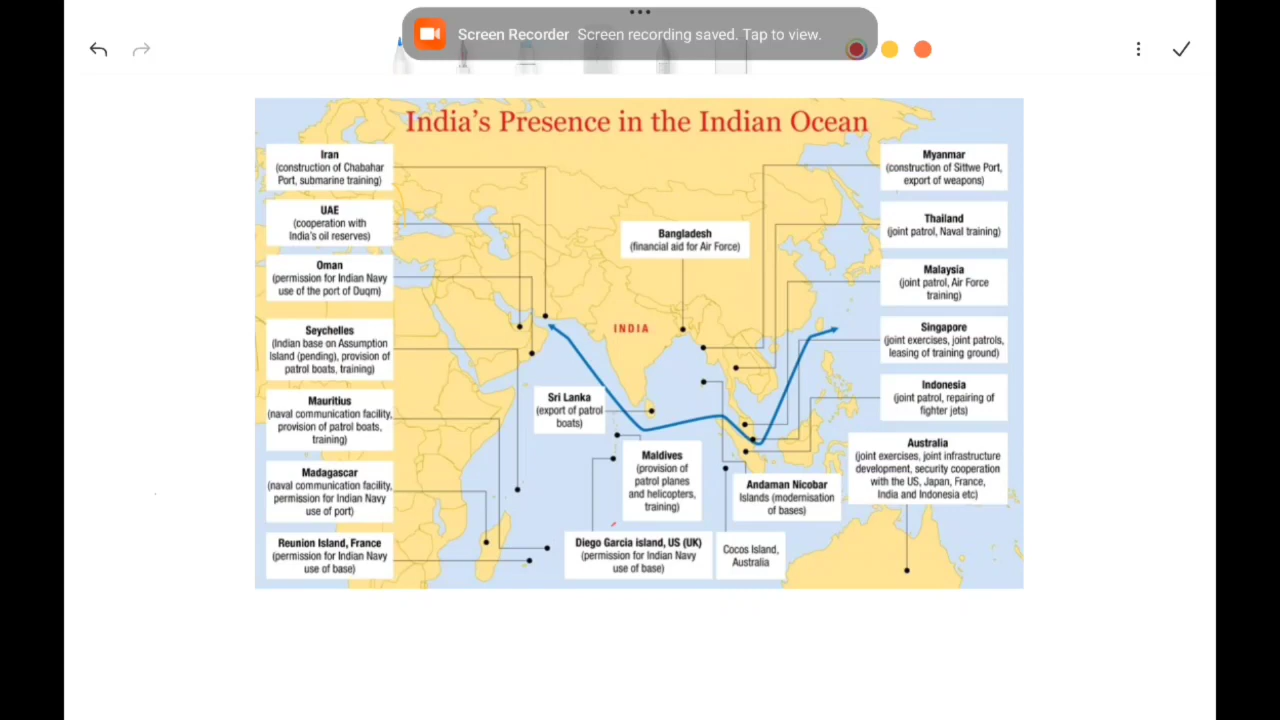 Screen Recorder Screen recording saved. Tap to view.
India's Presence in the Indian Ocean
Iran
(construction of Chabahar
Port, submarine training)
UAE
(cooperation with
India's oil reserves)
Oman
(permission for Indian Navy
use of the port of Duqm)
Seychelles
(Indian base on Assumption
Island (pending), provision of
patrol boats, training)
Mauritius
(naval communication facility,
provision of patrol boats,
training)
Madagascar
(naval communication facility,
permission for Indian Navy
use of port)
Reunion Island, France
(permission for Indian Navy
use of base)
Bangladesh
(financial aid for Air Force)
INDIA
Sri Lanka
(export of patrol
boats)
Maldives
(provision of
patrol planes
and helicopters,
training)
Diego Garcia island, US (UK)
(permission for Indian Navy
use of base)
Cocos Island,
Australia
Andaman Nicobar
Islands (modernisation
of bases)
Myanmar
(construction of Sittwe Port,
export of weapons)
Thailand
(joint patrol, Naval training)
Malaysia
(joint patrol, Air Force
training)
Singapore
(joint exercises, joint patrols,
leasing of training ground)
Indonesia
(joint patrol, repairing of
fighter jets)
Australia
(joint exercises, joint infrastructure
development, security cooperation
with the US, Japan, France,
India and Indonesia etc)